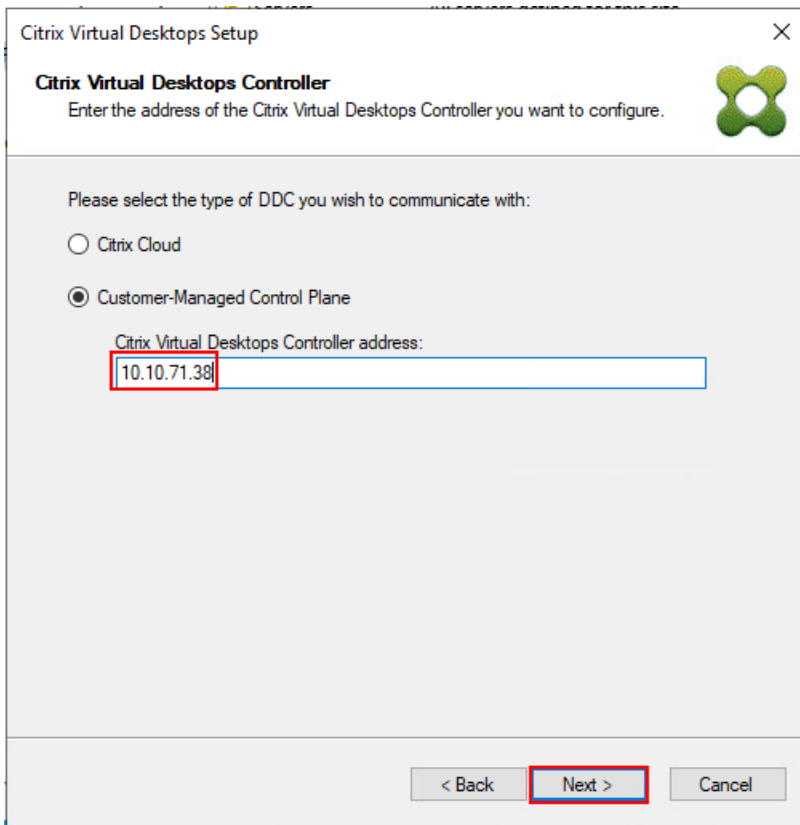 Citrix Virtual Desktops Setup
Citrix Virtual Desktops Controller
Enter the address of the Citrix Virtual Desktops Controller you want to configure.
Please select the type of DDC you wish to communicate with:
Citrix Cloud
Customer-Managed Control Plane
Citrix Virtual Desktops Controller address:
10.10.71.38
< Back
Next >
Cancel